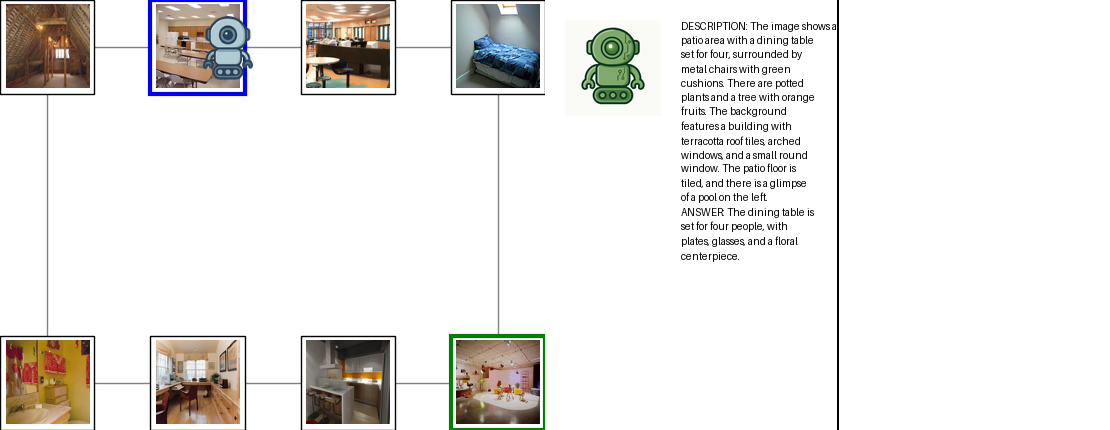 DESCRIPTION: The image shows a
patio area with a dining table
set for four, surrounded by
metal chairs with green
cushions. There are potted
plants and a tree with orange
fruits. The background
features a building with
terracotta roof tiles, arched
windows, and a small round
window. The patio floor is
tiled, and there is a glimpse
of a pool on the left.
ANSWER: The dining table is
set for four people, with
plates, glasses, and a floral
centerpiece.